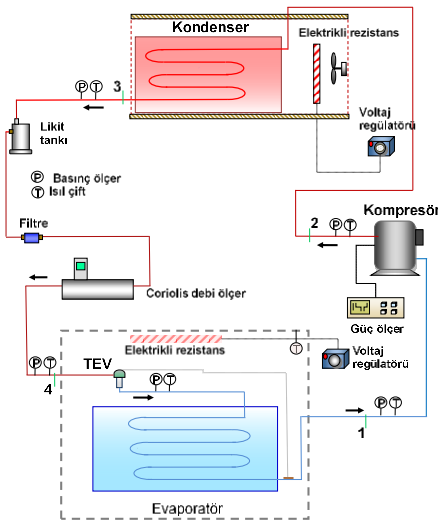 Kondenser
Elektrikli rezistans
P T
3
Voltaj
regülatörü
Likit
tankı
P Basınç ölçer
T Isıl çift
Filtre
2
P T
Kompresör
Coriolis debi ölçer
Güç ölçer
Elektrikli rezistans
T
Voltaj
regülatörü
P T
4
TEV
P T
P T
1
Evaporatör